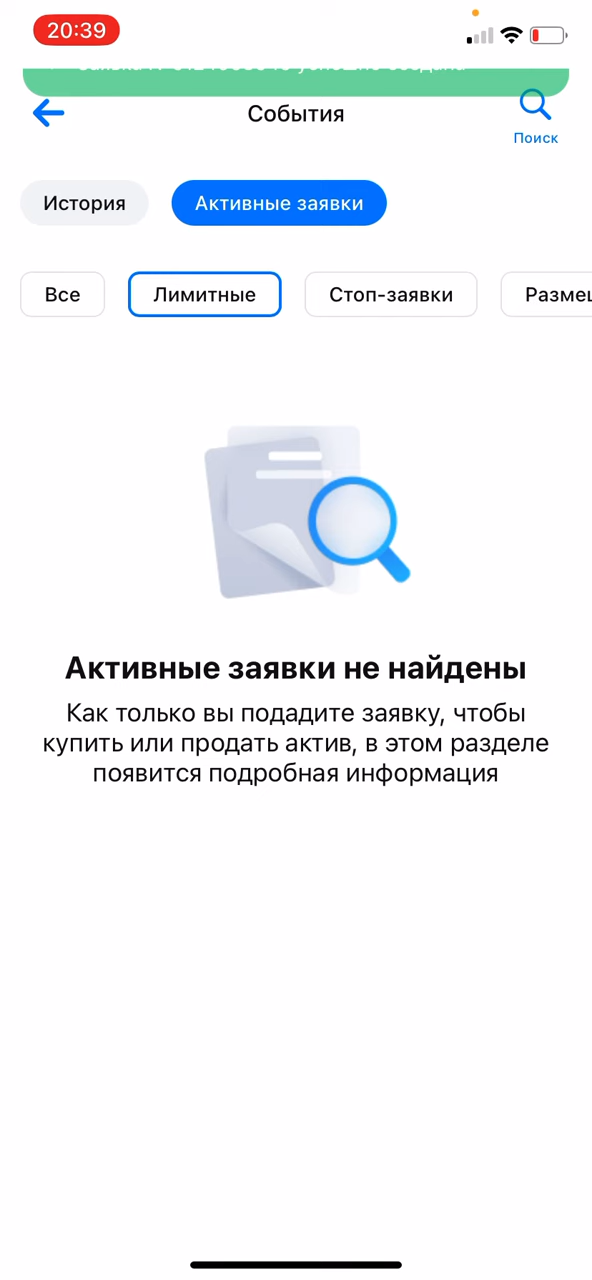 20:39
События
Поиск
История
Активные заявки
Все
Лимитные
Стоп-заявки
Активные заявки не найдены
Как только вы подадите заявку, чтобы
купить или продать актив, в этом разделе
появится подробная информация